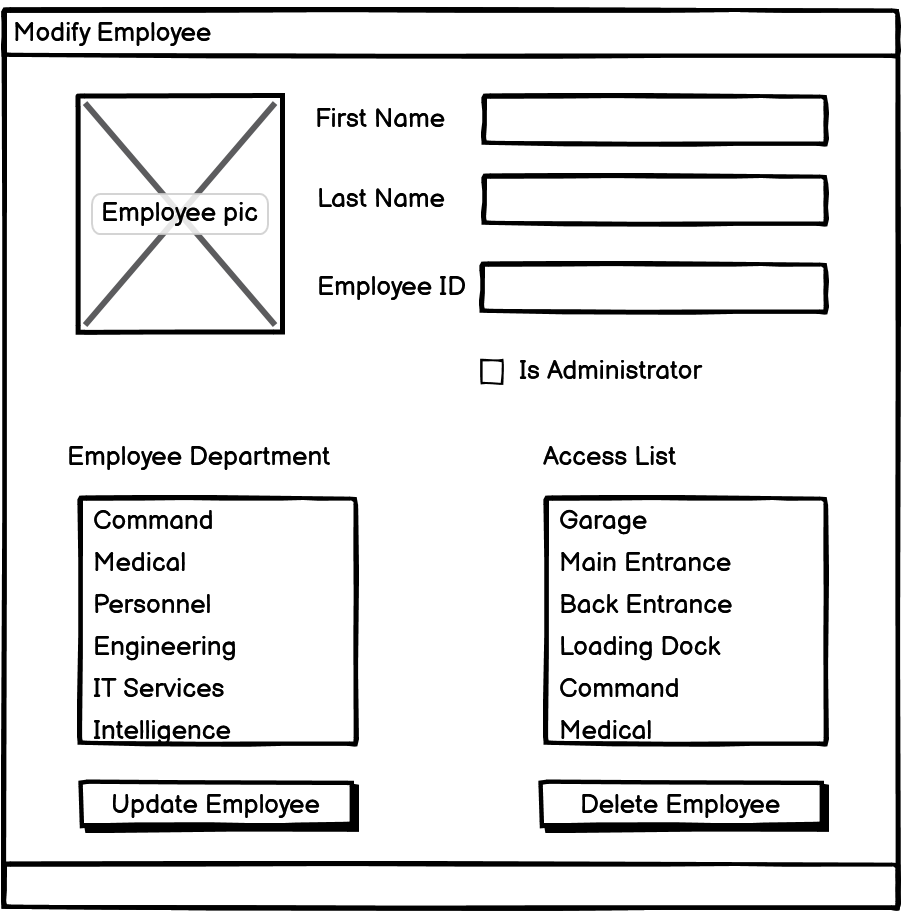 Modify Employee
Employee pic
First Name
Last Name
Employee ID
Is Administrator
Employee Department
Command
Medical
Personnel
Engineering
IT Services
Intelligence
Access List
Garage
Main Entrance
Back Entrance
Loading Dock
Command
Medical
Update Employee
Delete Employee